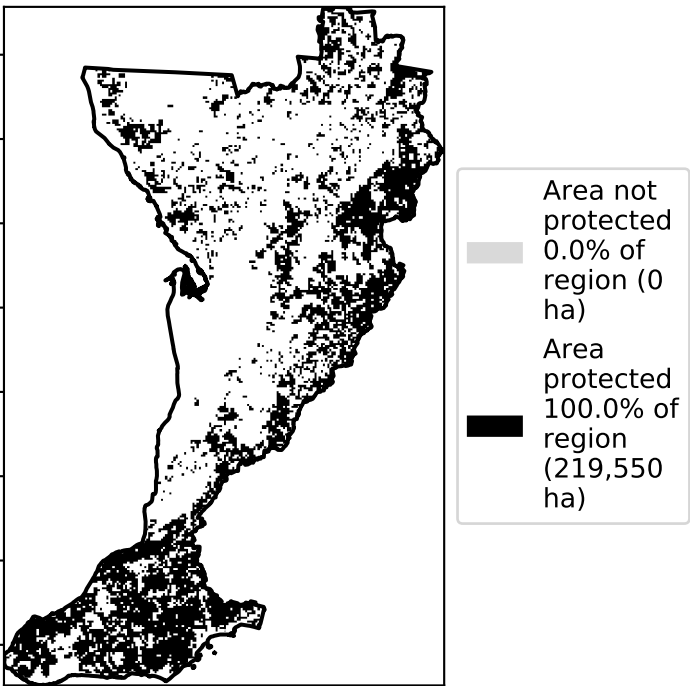 Area not
protected
0.0% of
region (0
ha)
Area
protected
100.0% of
region
(219,550
ha)